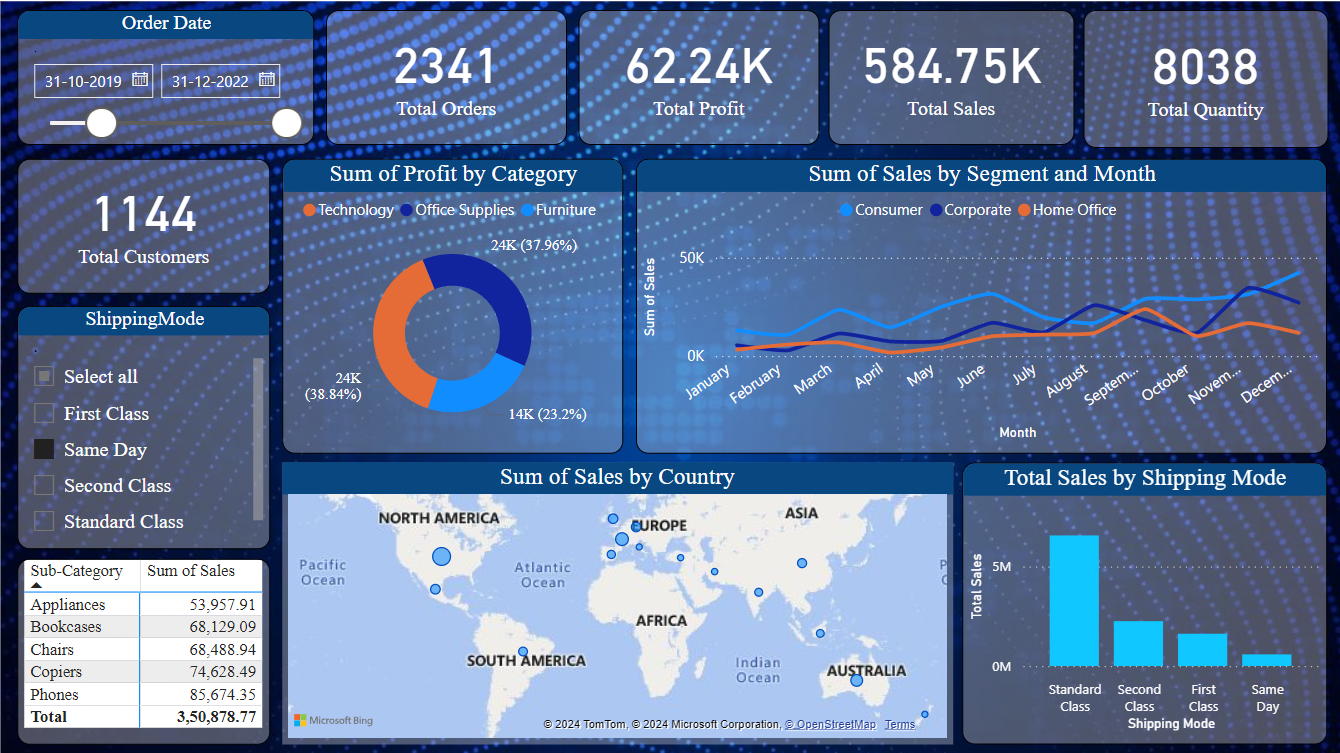 Order Date
31-10-2019
31-12-2022
2341
Total Orders
62.24K
Total Profit
584.75K
Total Sales
8038
Total Quantity
1144
Total Customers
Sum of Profit by Category
Technology Office Supplies Furniture
24K (37.96%)
24K
(38.84%)
14K (23.2%)
Sum of Sales by Segment and Month
Consumer Corporate Home Office
Sum of Sales
50K
0K
January
February
March
April
May
June
July
August
Septem...
October
Novem...
Decem...
Month
ShippingMode
Select all
First Class
Same Day
Second Class
Standard Class
Sub-Category Sum of Sales
Appliances 53,957.91
Bookcases 68,129.09
Chairs 68,488.94
Copiers 74,628.49
Phones 85,674.35
Total 3,50,878.77
Sum of Sales by Country
NORTH AMERICA
EUROPE
ASIA
Pacific
Ocean
Atlantic
Ocean
AFRICA
SOUTH AMERICA
Indian
Ocean
AUSTRALIA
P
O
Microsoft Bing
© 2024 TomTom, © 2024 Microsoft Corporation, © OpenStreetMap Terms
Total Sales by Shipping Mode
Total Sales
5M
0M
Standard
Class
Second
Class
First
Class
Same
Day
Shipping Mode